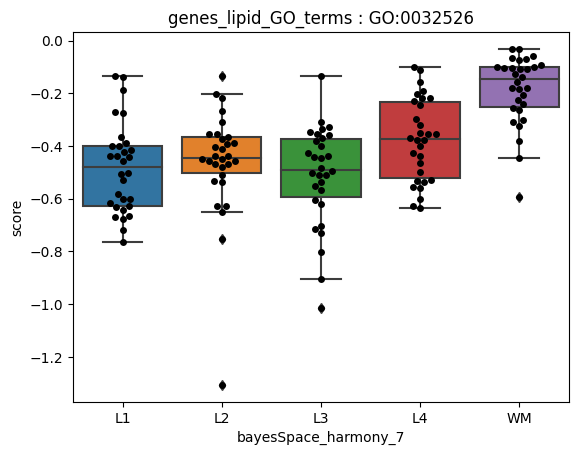 genes_lipid_GO_terms : GO:0032526
0.0
−0.2
−0.4
−0.6
−0.8
−1.0
−1.2
score
L1
L2
L3
L4
WM
bayesSpace_harmony_7